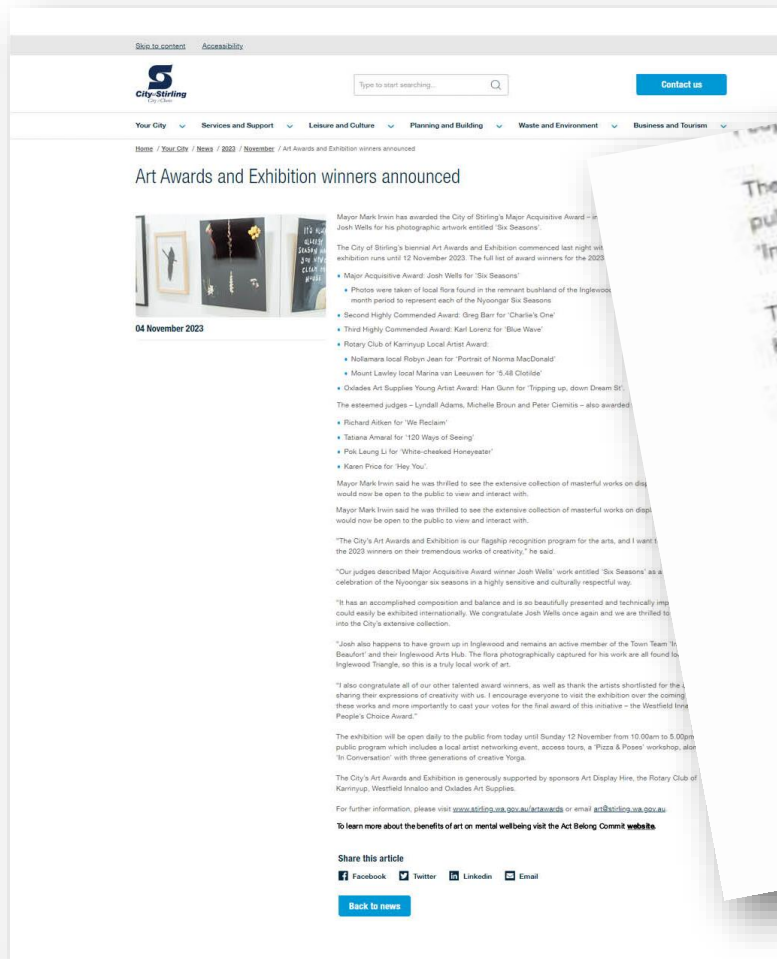 Skip to content Accessibility
City of Stirling
City of Choice
Type to start searching...
Contact us
Your City Services and Support Leisure and Culture Planning and Building Waste and Environment Business and Tourism
Home / Your City / News / 2023 / November / Art Awards and Exhibition winners announced
Art Awards and Exhibition winners announced
04 November 2023
Mayor Mark Irwin has awarded the City of Stirling's Major Acquisitive Award – in
Josh Wells for his photographic artwork entitled 'Six Seasons'.
The City of Stirling's biennial Art Awards and Exhibition commenced last night wit
exhibition runs until 12 November 2023. The full list of award winners for the 2023
• Major Acquisitive Award: Josh Wells for 'Six Seasons'
• Photos were taken of local flora found in the remnant bushland of the Inglewood
month period to represent each of the Nyoongar Six Seasons
• Second Highly Commended Award: Greg Barr for 'Charlie's One'
• Third Highly Commended Award: Karl Lorenz for 'Blue Wave'
• Rotary Club of Karrinyup Local Artist Award:
• Nollamara local Robyn Jean for 'Portrait of Norma MacDonald'
• Mount Lawley local Marina van Leeuwen for '5.48 Clotilde'
• Oxlades Art Supplies Young Artist Award: Han Gunn for 'Tripping up, down Dream St'.
The esteemed judges – Lyndall Adams, Michelle Broun and Peter Ciemitis – also awarded
• Richard Aitken for 'We Reclaim'
• Tatiana Amaral for '120 Ways of Seeing'
• Pok Leung Li for 'White-cheaked Honeyeater'
• Karen Price for 'Hey You'.
Mayor Mark Irwin said he was thrilled to see the extensive collection of masterful works on disp
would now be open to the public to view and interact with.
Mayor Mark Irwin said he was thrilled to see the extensive collection of masterful works on displ
would now be open to the public to view and interact with.
"The City's Art Awards and Exhibition is our flagship recognition program for the arts, and I want t
the 2023 winners on their tremendous works of creativity," he said.
"Our judges described Major Acquisitive Award winner Josh Wells' work entitled 'Six Seasons' as a
celebration of the Nyoongar six seasons in a highly sensitive and culturally respectful way.
"It has an accomplished composition and balance and is so beautifully presented and technically imp
could easily be exhibited internationally. We congratulate Josh Wells once again and we are thrilled to
into the City's extensive collection.
"Josh also happens to have grown up in Inglewood and remains an active member of the Town Team 'In
Beaufort' and their Inglewood Arts Hub. The flora photographically captured for his work are all found
Inglewood Triangle, so this is a truly local work of art.
"I also congratulate all of our other talented award winners, as well as thank the artists shortlisted for the
sharing their expressions of creativity with us. I encourage everyone to visit the exhibition over the coming
these works and more importantly to cast your votes for the final award of this initiative – the Westfield Inna
People's Choice Award."
The exhibition will be open daily to the public from today until Sunday 12 November from 10.00am to 5.00pm
public program which includes a local artist networking event, access tours, a 'Pizza & Poses' workshop, alon
'In Conversation' with three generations of creative Yorga.
The City's Art Awards and Exhibition is generously supported by sponsors Art Display Hire, the Rotary Club of
Karrinyup, Westfield Innaloo and Oxlades Art Supplies.
For further information, please visit www.stirling.wa.gov.au/artawards or email art@stirling.wa.gov.au.
To learn more about the benefits of art on mental wellbeing visit the Act Belong Commit website.
Share this article
Facebook Twitter Linkedin Email
Back to news
The
pu
"In
T